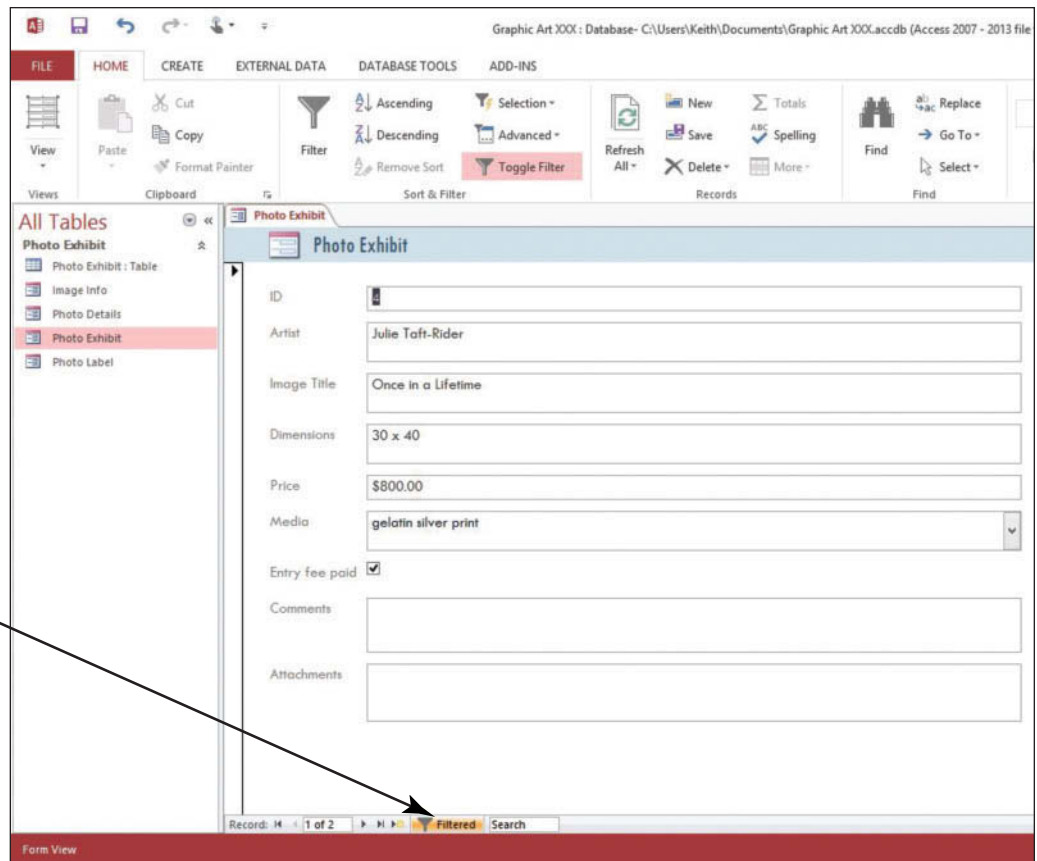 Graphic Art XXX : Database- C:\Users\Keith\Documents\Graphic Art XXX.accdb (Access 2007 - 2013 file
FILE HOME CREATE EXTERNAL DATA DATABASE TOOLS ADD-INS
View
Views
Paste
Cut
Copy
Format Painter
Clipboard
Filter
Ascending
Descending
Remove Sort
Selection
Advanced
Toggle Filter
Sort & Filter
Refresh
All
New
Save
Delete
Totals
Spelling
More
Records
Find
Replace
Go To
Select
Find
All Tables
Photo Exhibit
Photo Exhibit : Table
Image Info
Photo Details
Photo Exhibit
Photo Label
Photo Exhibit
Photo Exhibit
ID 4
Artist Julie Taft-Rider
Image Title Once in a Lifetime
Dimensions 30 x 40
Price $800.00
Media gelatin silver print
Entry fee paid
Comments
Attachments
Record: 1 of 2 Filtered Search
Form View